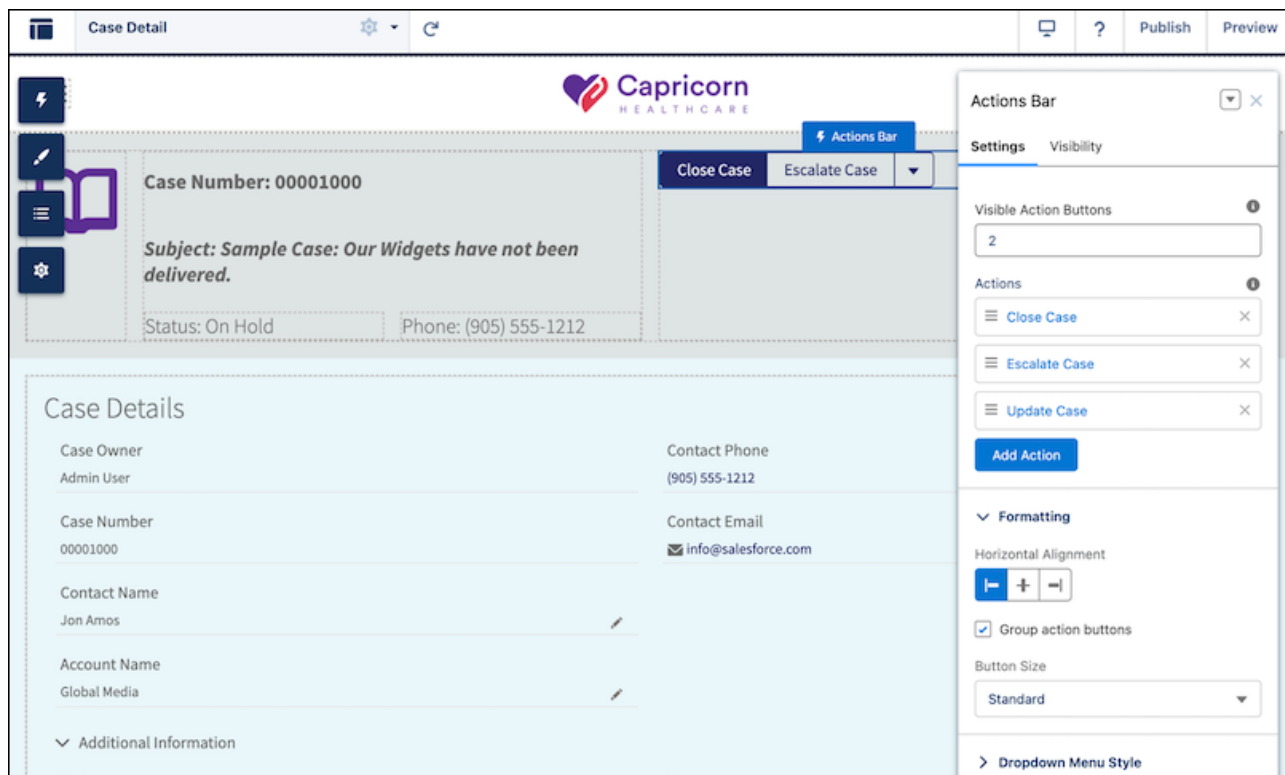 Case Detail
?
Publish
Preview
Capricorn
HEALTHCARE
Actions Bar
Close Case
Escalate Case
Case Number: 00001000
Subject: Sample Case: Our Widgets have not been
delivered.
Status: On Hold
Phone: (905) 555-1212
Case Details
Case Owner
Admin User
Case Number
00001000
Contact Name
Jon Amos
Account Name
Global Media
Additional Information
Contact Phone
(905) 555-1212
Contact Email
info@salesforce.com
Actions Bar
Settings
Visibility
Visible Action Buttons
2
Actions
Close Case
Escalate Case
Update Case
Add Action
Formatting
Horizontal Alignment
Group action buttons
Button Size
Standard
Dropdown Menu Style